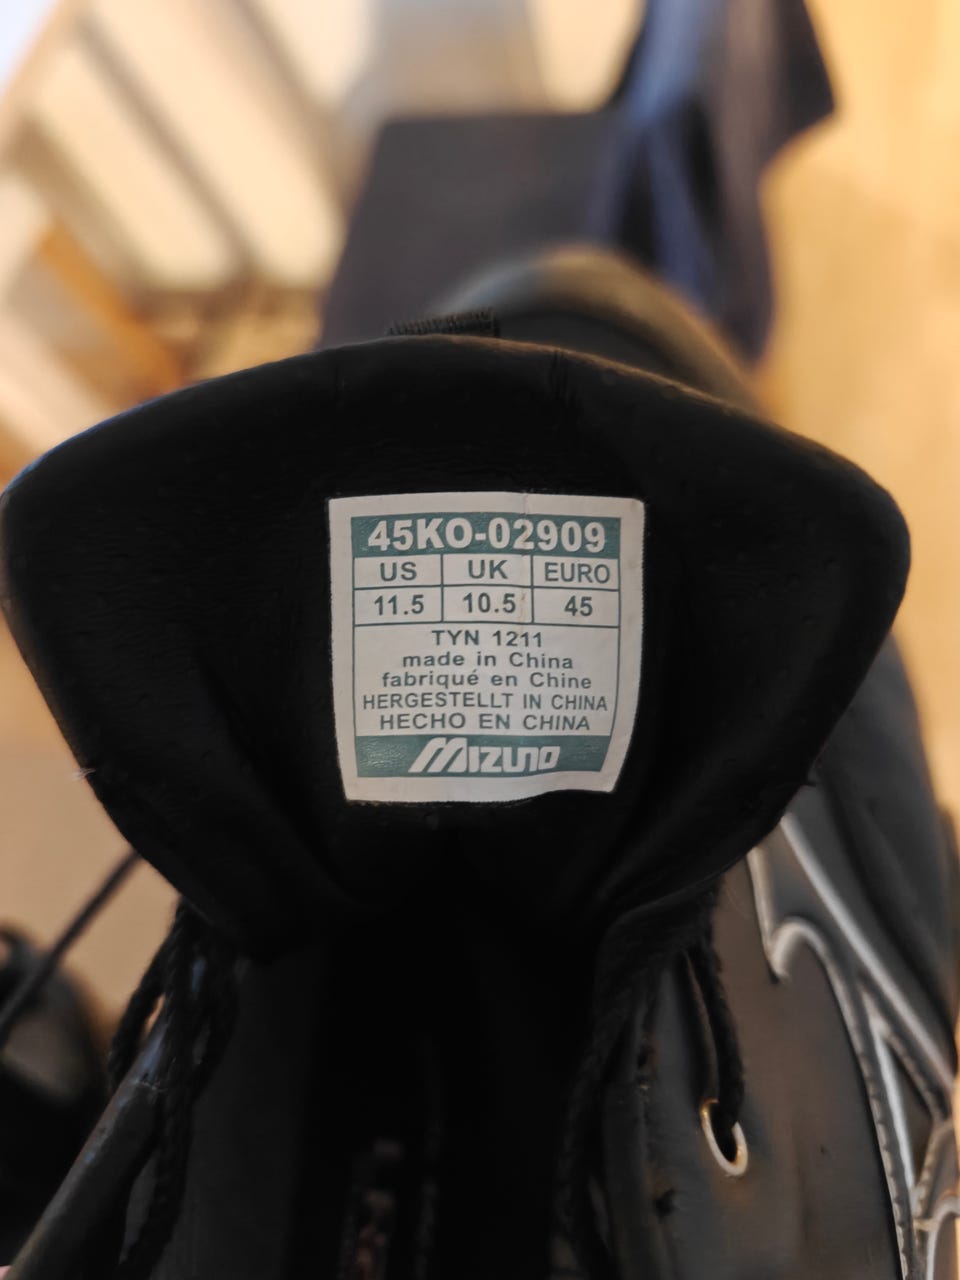 45KO-02909
US UK EURO
11.5 10.5 45
TYN 1211
made in China
fabriqué en Chine
HERGESTELLT IN CHINA
HECHO EN CHINA
MIZUNO